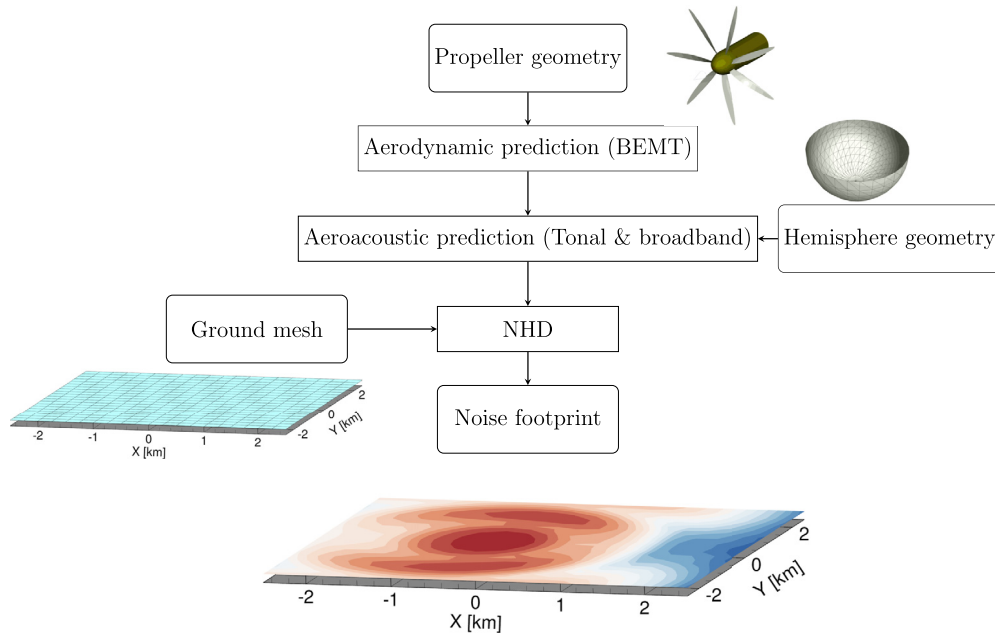 Propeller geometry
Aerodynamic prediction (BEMT)
Aeroacoustic prediction (Tonal & broadband)
Hemisphere geometry
Ground mesh
NHD
Noise footprint
-2 -1 0 1 2
X [km]
-2 0 2
Y [km]
-2 -1 0 1 2
X [km]
-2 0 2
Y [km]